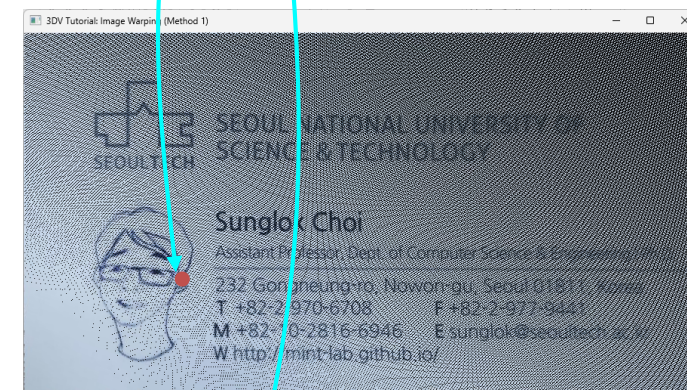 3DV Tutorial: Image Warping (Method 1)
SEOULTECH
SEOUL NATIONAL UNIVERSITY OF
SCIENCE & TECHNOLOGY
Sunglok Choi
Assistant Professor, Dept. of Computer Science & Engineering
232 Gongneung-ro, Nowon-gu, Seoul 01811, Korea
T +82-2-970-6708 F +82-2-977-9441
M +82-10-2816-6946 E sunglok@seoultech.ac.kr
W http://mint-lab.github.io/